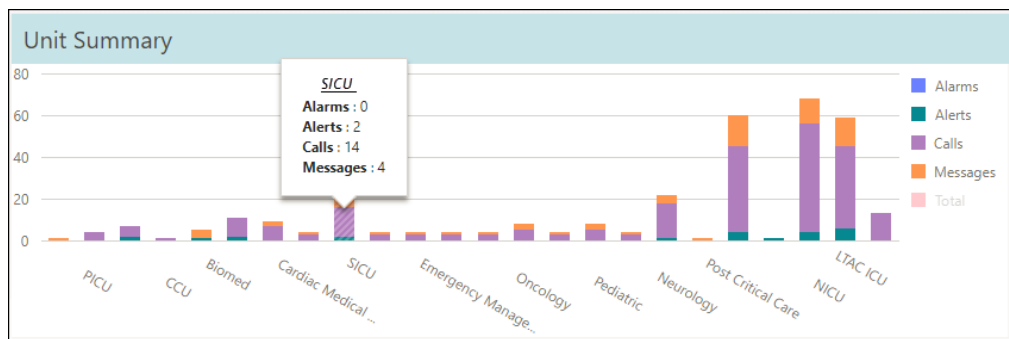 Unit Summary
80
60
40
20
0
SICU
Alarms : 0
Alerts : 2
Calls : 14
Messages : 4
Alarms
Alerts
Calls
Messages
Total
PICU
CCU
Biomed
Cardiac Medical ...
SICU
Emergency Manage...
Oncology
Pediatric
Neurology
Post Critical Care
NICU
LTAC ICU